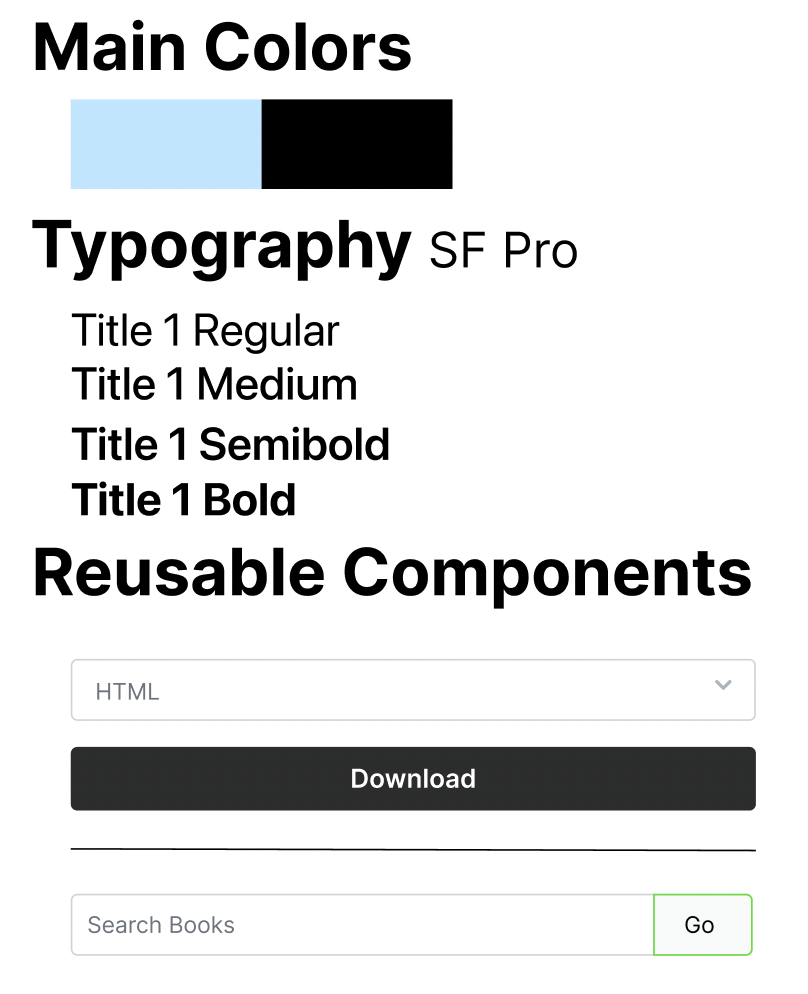 Main Colors
Typography SF Pro
Title 1 Regular
Title 1 Medium
Title 1 Semibold
Title 1 Bold
Reusable Components
HTML
Download
Search Books Go